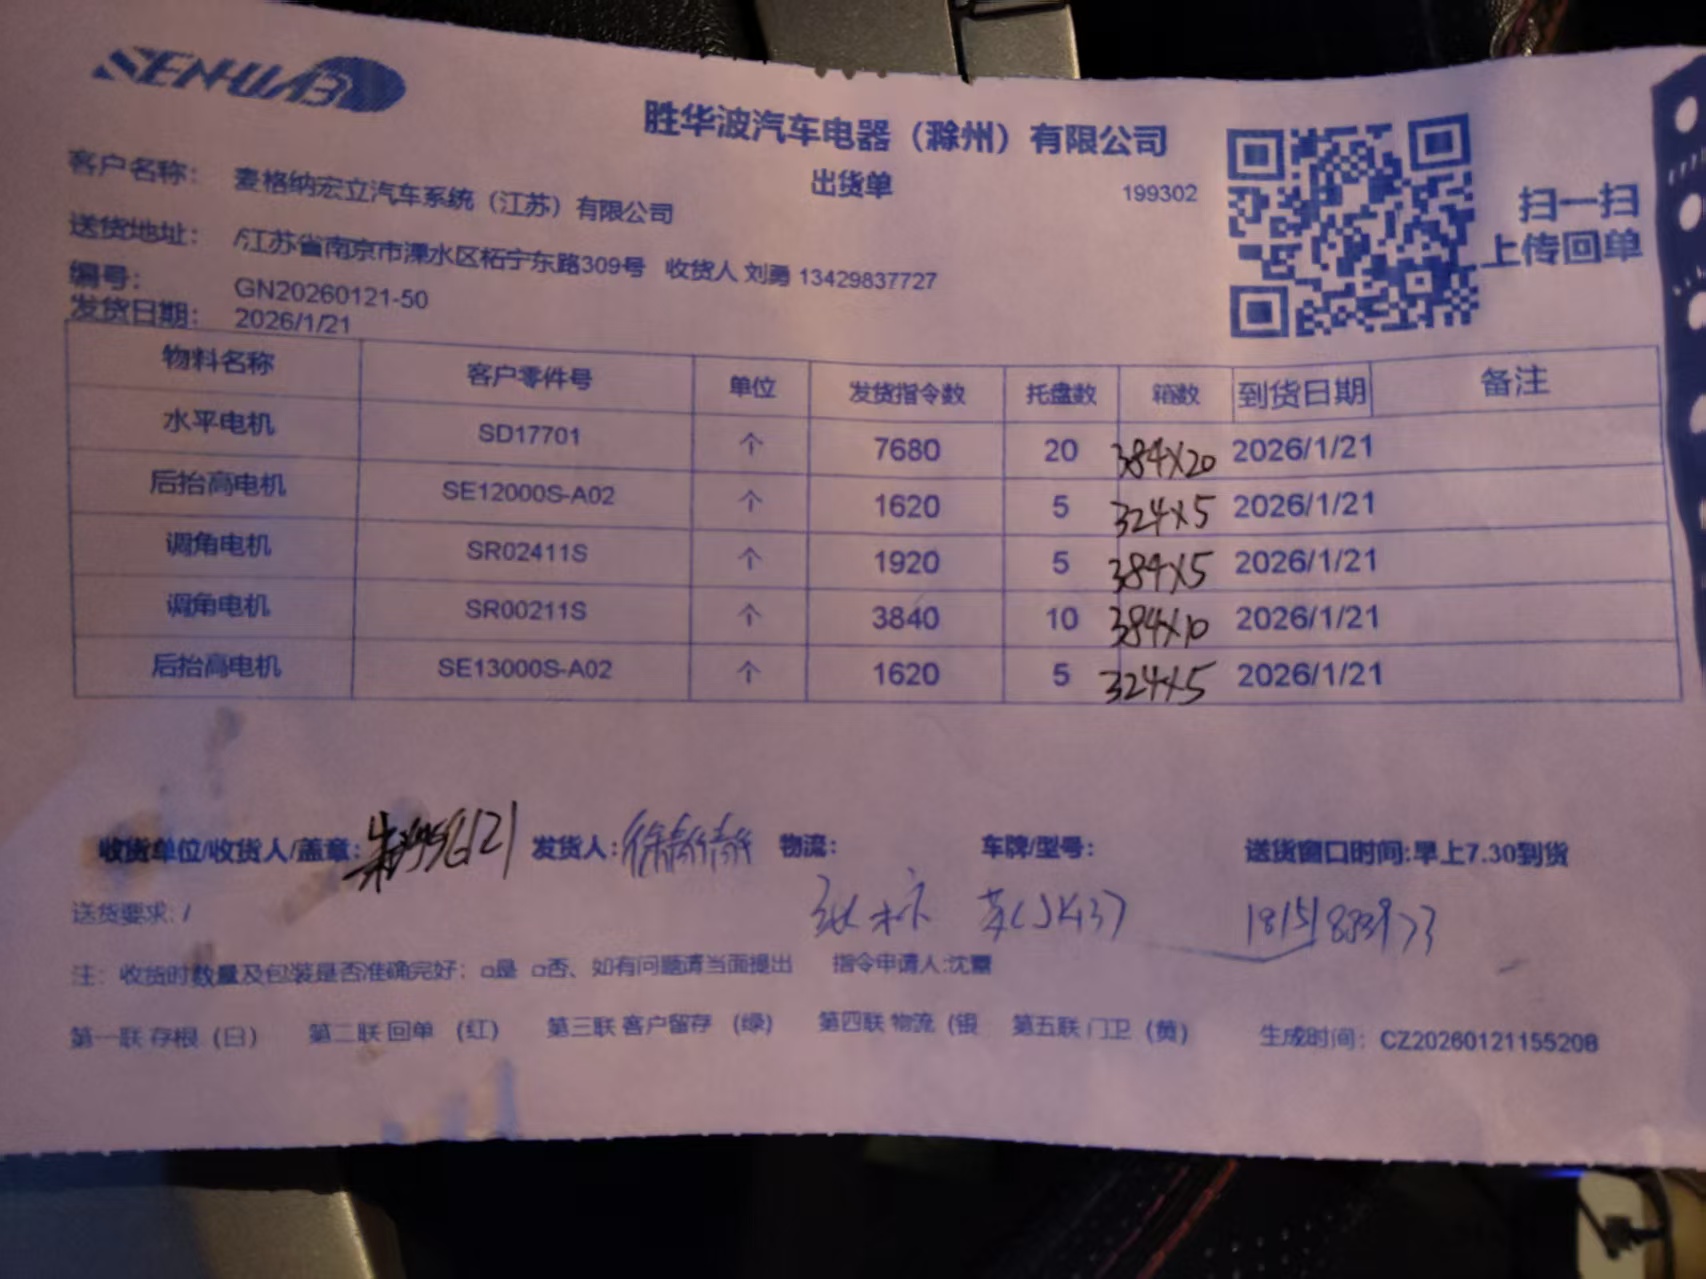 SENHUAB
胜华波汽车电器（滁州）有限公司
出货单
199302
扫一扫
上传回单
客户名称： 麦格纳宏立汽车系统（江苏）有限公司
送货地址： /江苏省南京市溧水区柘宁东路309号 收货人 刘勇 13429837727
编号： GN20260121-50
发货日期： 2026/1/21
物料名称 客户零件号 单位 发货指令数 托盘数 箱数 到货日期 备注
水平电机 SD17701 个 7680 20 384×20 2026/1/21
后抬高电机 SE12000S-A02 个 1620 5 324×5 2026/1/21
调角电机 SR02411S 个 1920 5 384×5 2026/1/21
调角电机 SR00211S 个 3840 10 384×10 2026/1/21
后抬高电机 SE13000S-A02 个 1620 5 324×5 2026/1/21
收货单位/收货人/盖章： 发货人： 物流： 车牌/型号： 送货窗口时间:早上7.30到货
送货要求: /
注：收货时数量及包装是否准确完好；□是 □否、如有问题请当面提出 指令申请人:沈
第一联 存根（白） 第二联 回单 （红） 第三联 客户留存 （绿） 第四联 物流（银 第五联 门卫（黄） 生成时间： CZ20260121155208